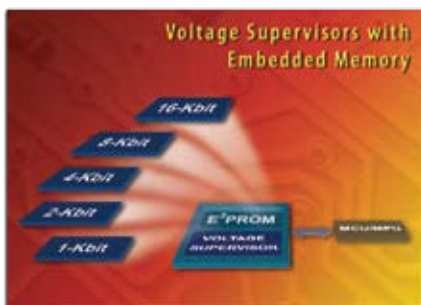 Voltage Supervisors with
Embedded Memory
16-Kbit
8-Kbit
4-Kbit
2-Kbit
1-Kbit
E²PROM
VOLTAGE
SUPERVISOR
MCU/MPU